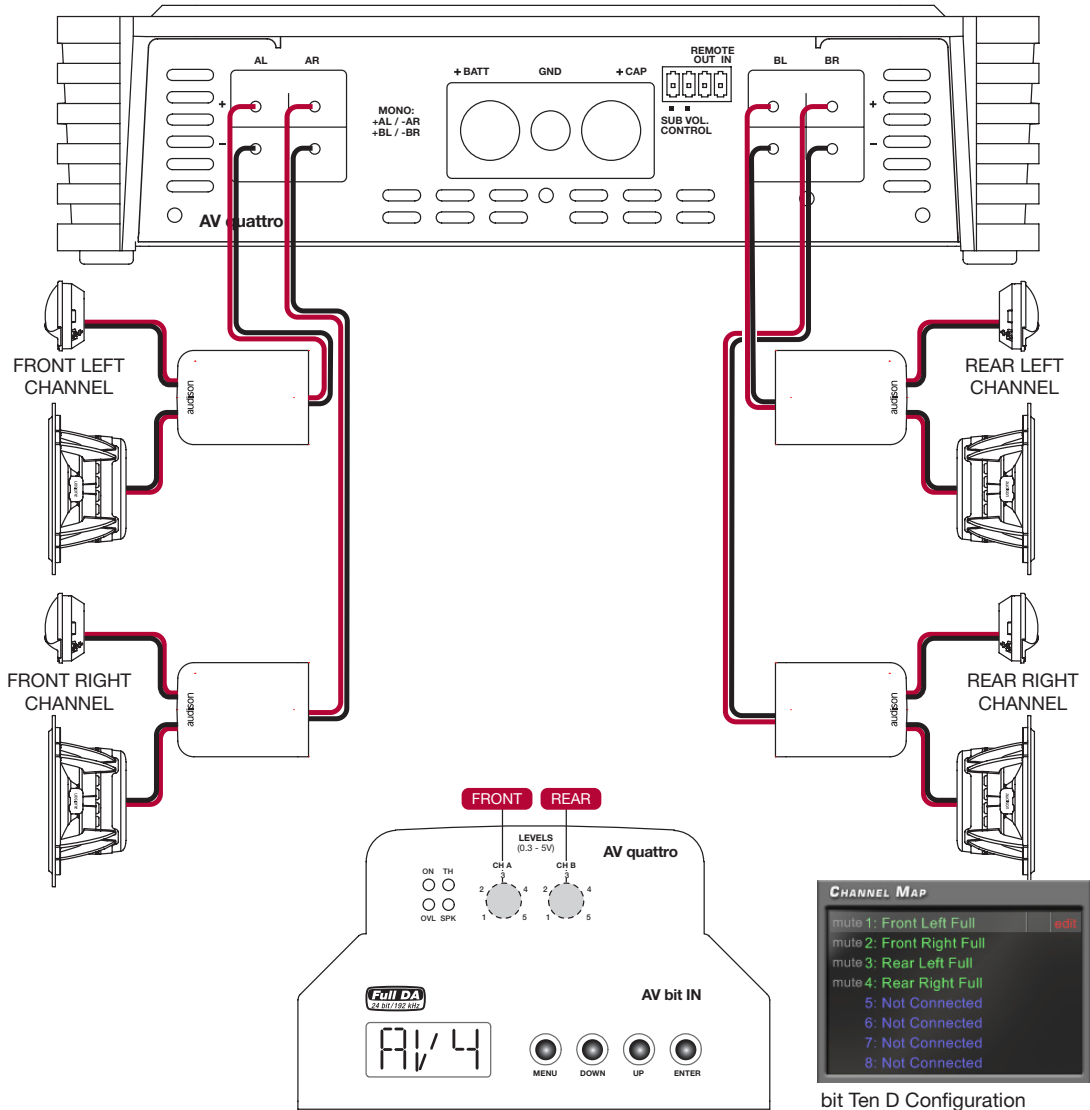 AL AR
+ BATT GND + CAP
REMOTE
OUT IN
BL BR
+
–
MONO:
+AL / -AR
+BL / -BR
SUB VOL.
CONTROL
+
–
AV quattro
FRONT LEFT
CHANNEL
audison
audison
REAR LEFT
CHANNEL
audison
FRONT RIGHT
CHANNEL
audison
audison
REAR RIGHT
CHANNEL
audison
FRONT REAR
LEVELS
(0.3 - 5V)
AV quattro
ON TH
OVL SPK
CH A
1 2 3 4 5
CH B
1 2 3 4 5
Full DA
24 bit/192 kHz
AV bit IN
AV 4
MENU DOWN UP ENTER
CHANNEL MAP
mute 1: Front Left Full edit
mute 2: Front Right Full
mute 3: Rear Left Full
mute 4: Rear Right Full
5: Not Connected
6: Not Connected
7: Not Connected
8: Not Connected
bit Ten D Configuration